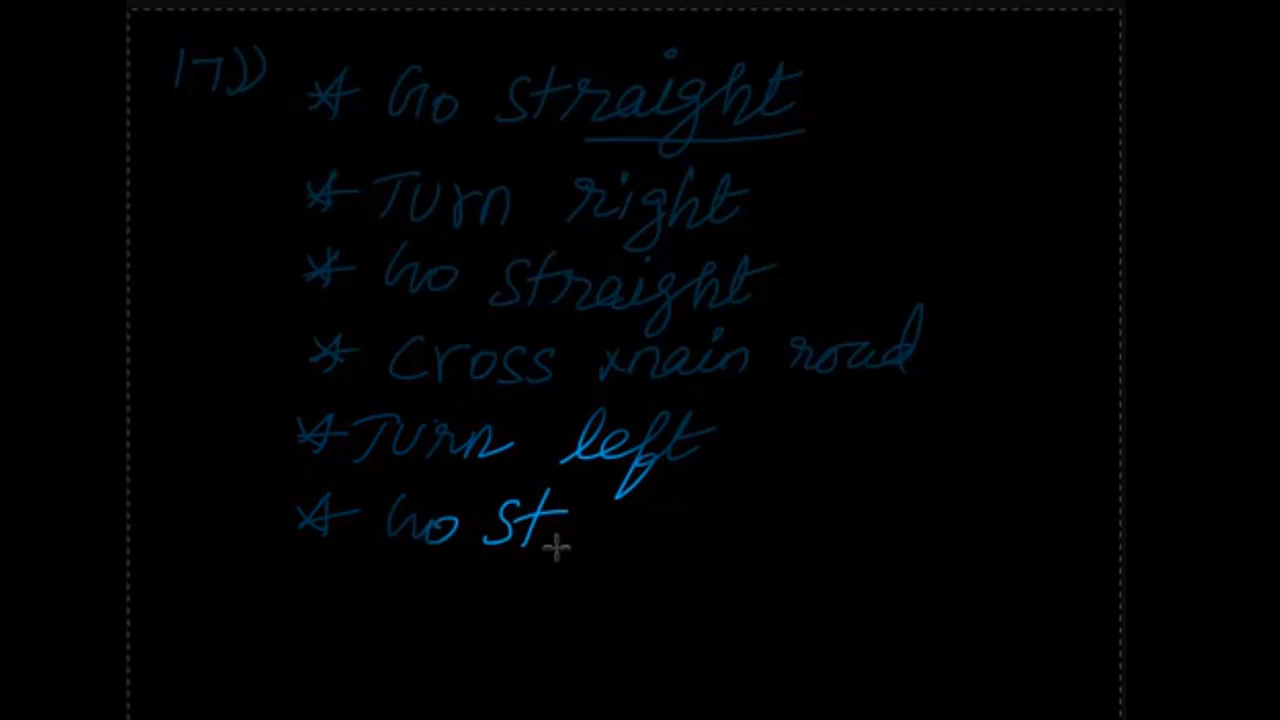 17)) * Go straight
* Turn right
* Go straight
* Cross main road
* Turn left
* Go st